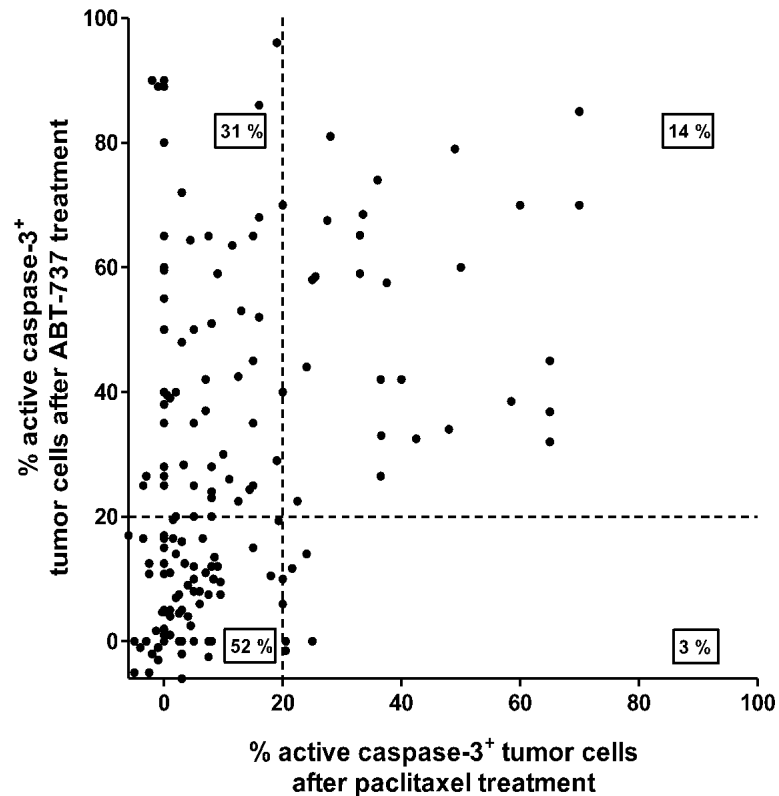 % active caspase-3⁺
tumor cells after ABT-737 treatment
100
80
60
40
20
0
31 %
14 %
52 %
3 %
0 20 40 60 80 100
% active caspase-3⁺ tumor cells
after paclitaxel treatment